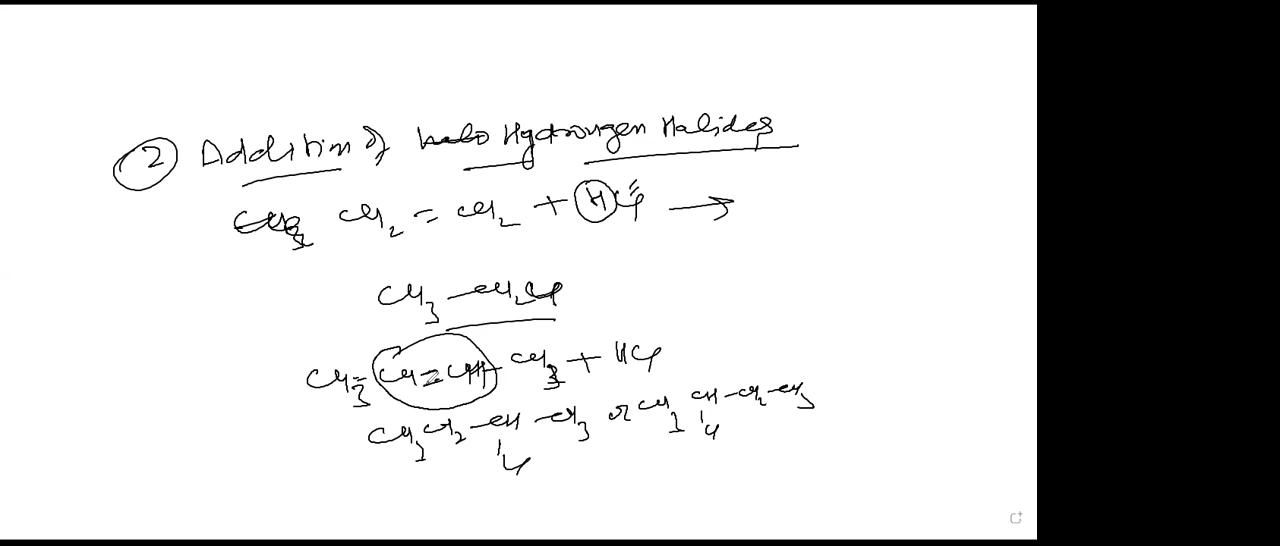 2 Addition of Hydrogen Halides
CH2 = CH2 + HCl →
CH3 - CH2Cl
CH3 - CH = CH - CH3 + HCl
CH3CH2 - CH - CH3 or CH3 CH - CH2 - CH3
Cl Cl